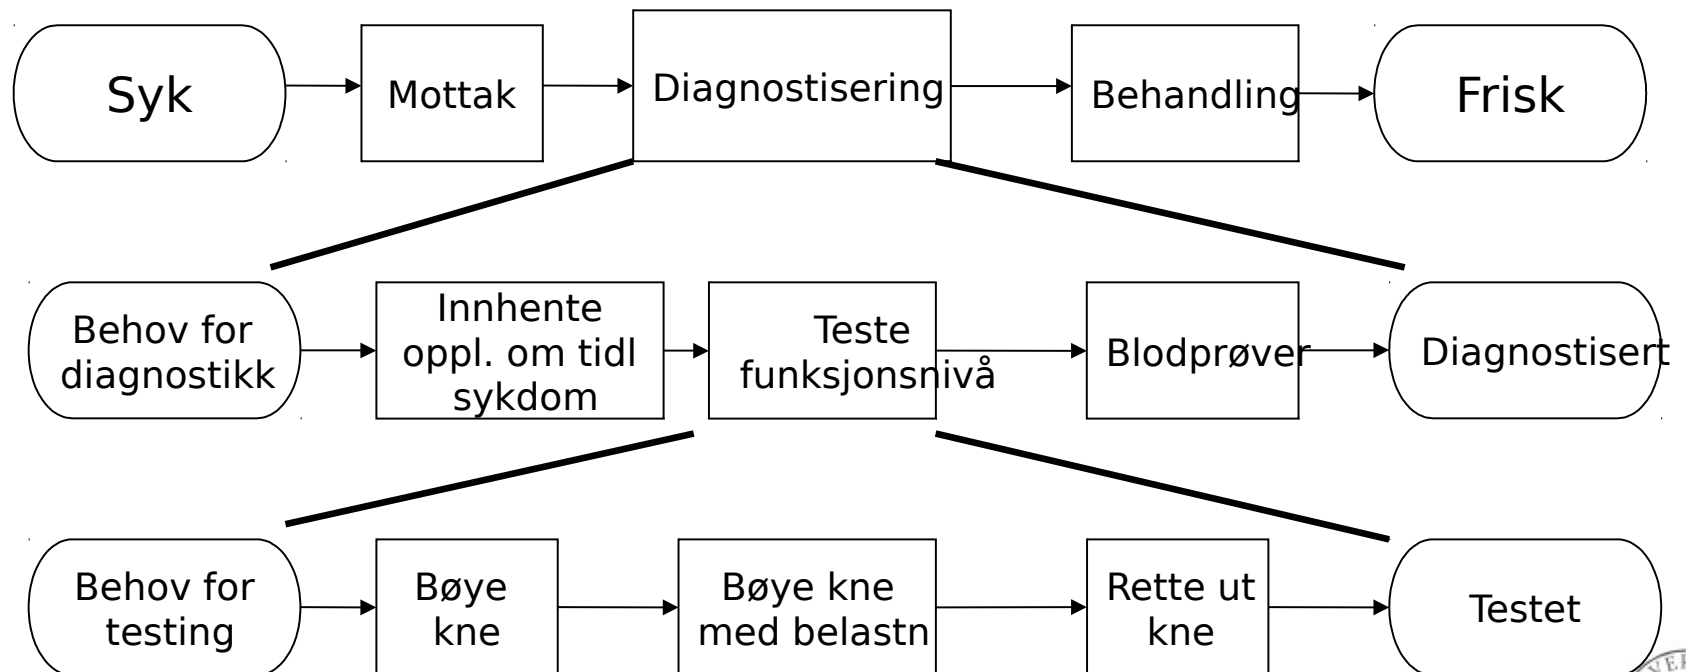 Syk
Mottak
Diagnostisering
Behandling
Frisk
Behov for
diagnostikk
Innhente
oppl. om tidl
sykdom
Teste
funksjonsnivå
Blodprøver
Diagnostisert
Behov for
testing
Bøye
kne
Bøye kne
med belastn
Rette ut
kne
Testet